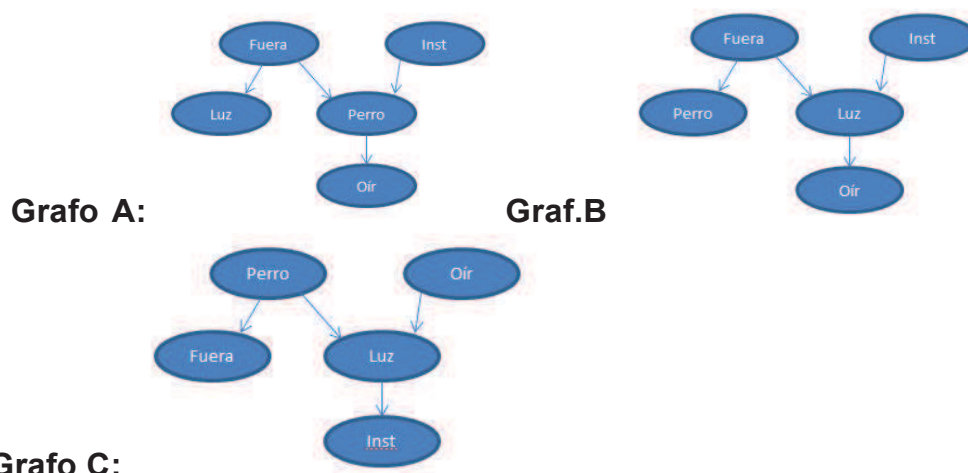 Fuera Inst
Luz Perro
Oír
Grafo A:
Fuera Inst
Perro Luz
Oír
Graf.B
Perro Oír
Fuera Luz
Inst
Grafo C: